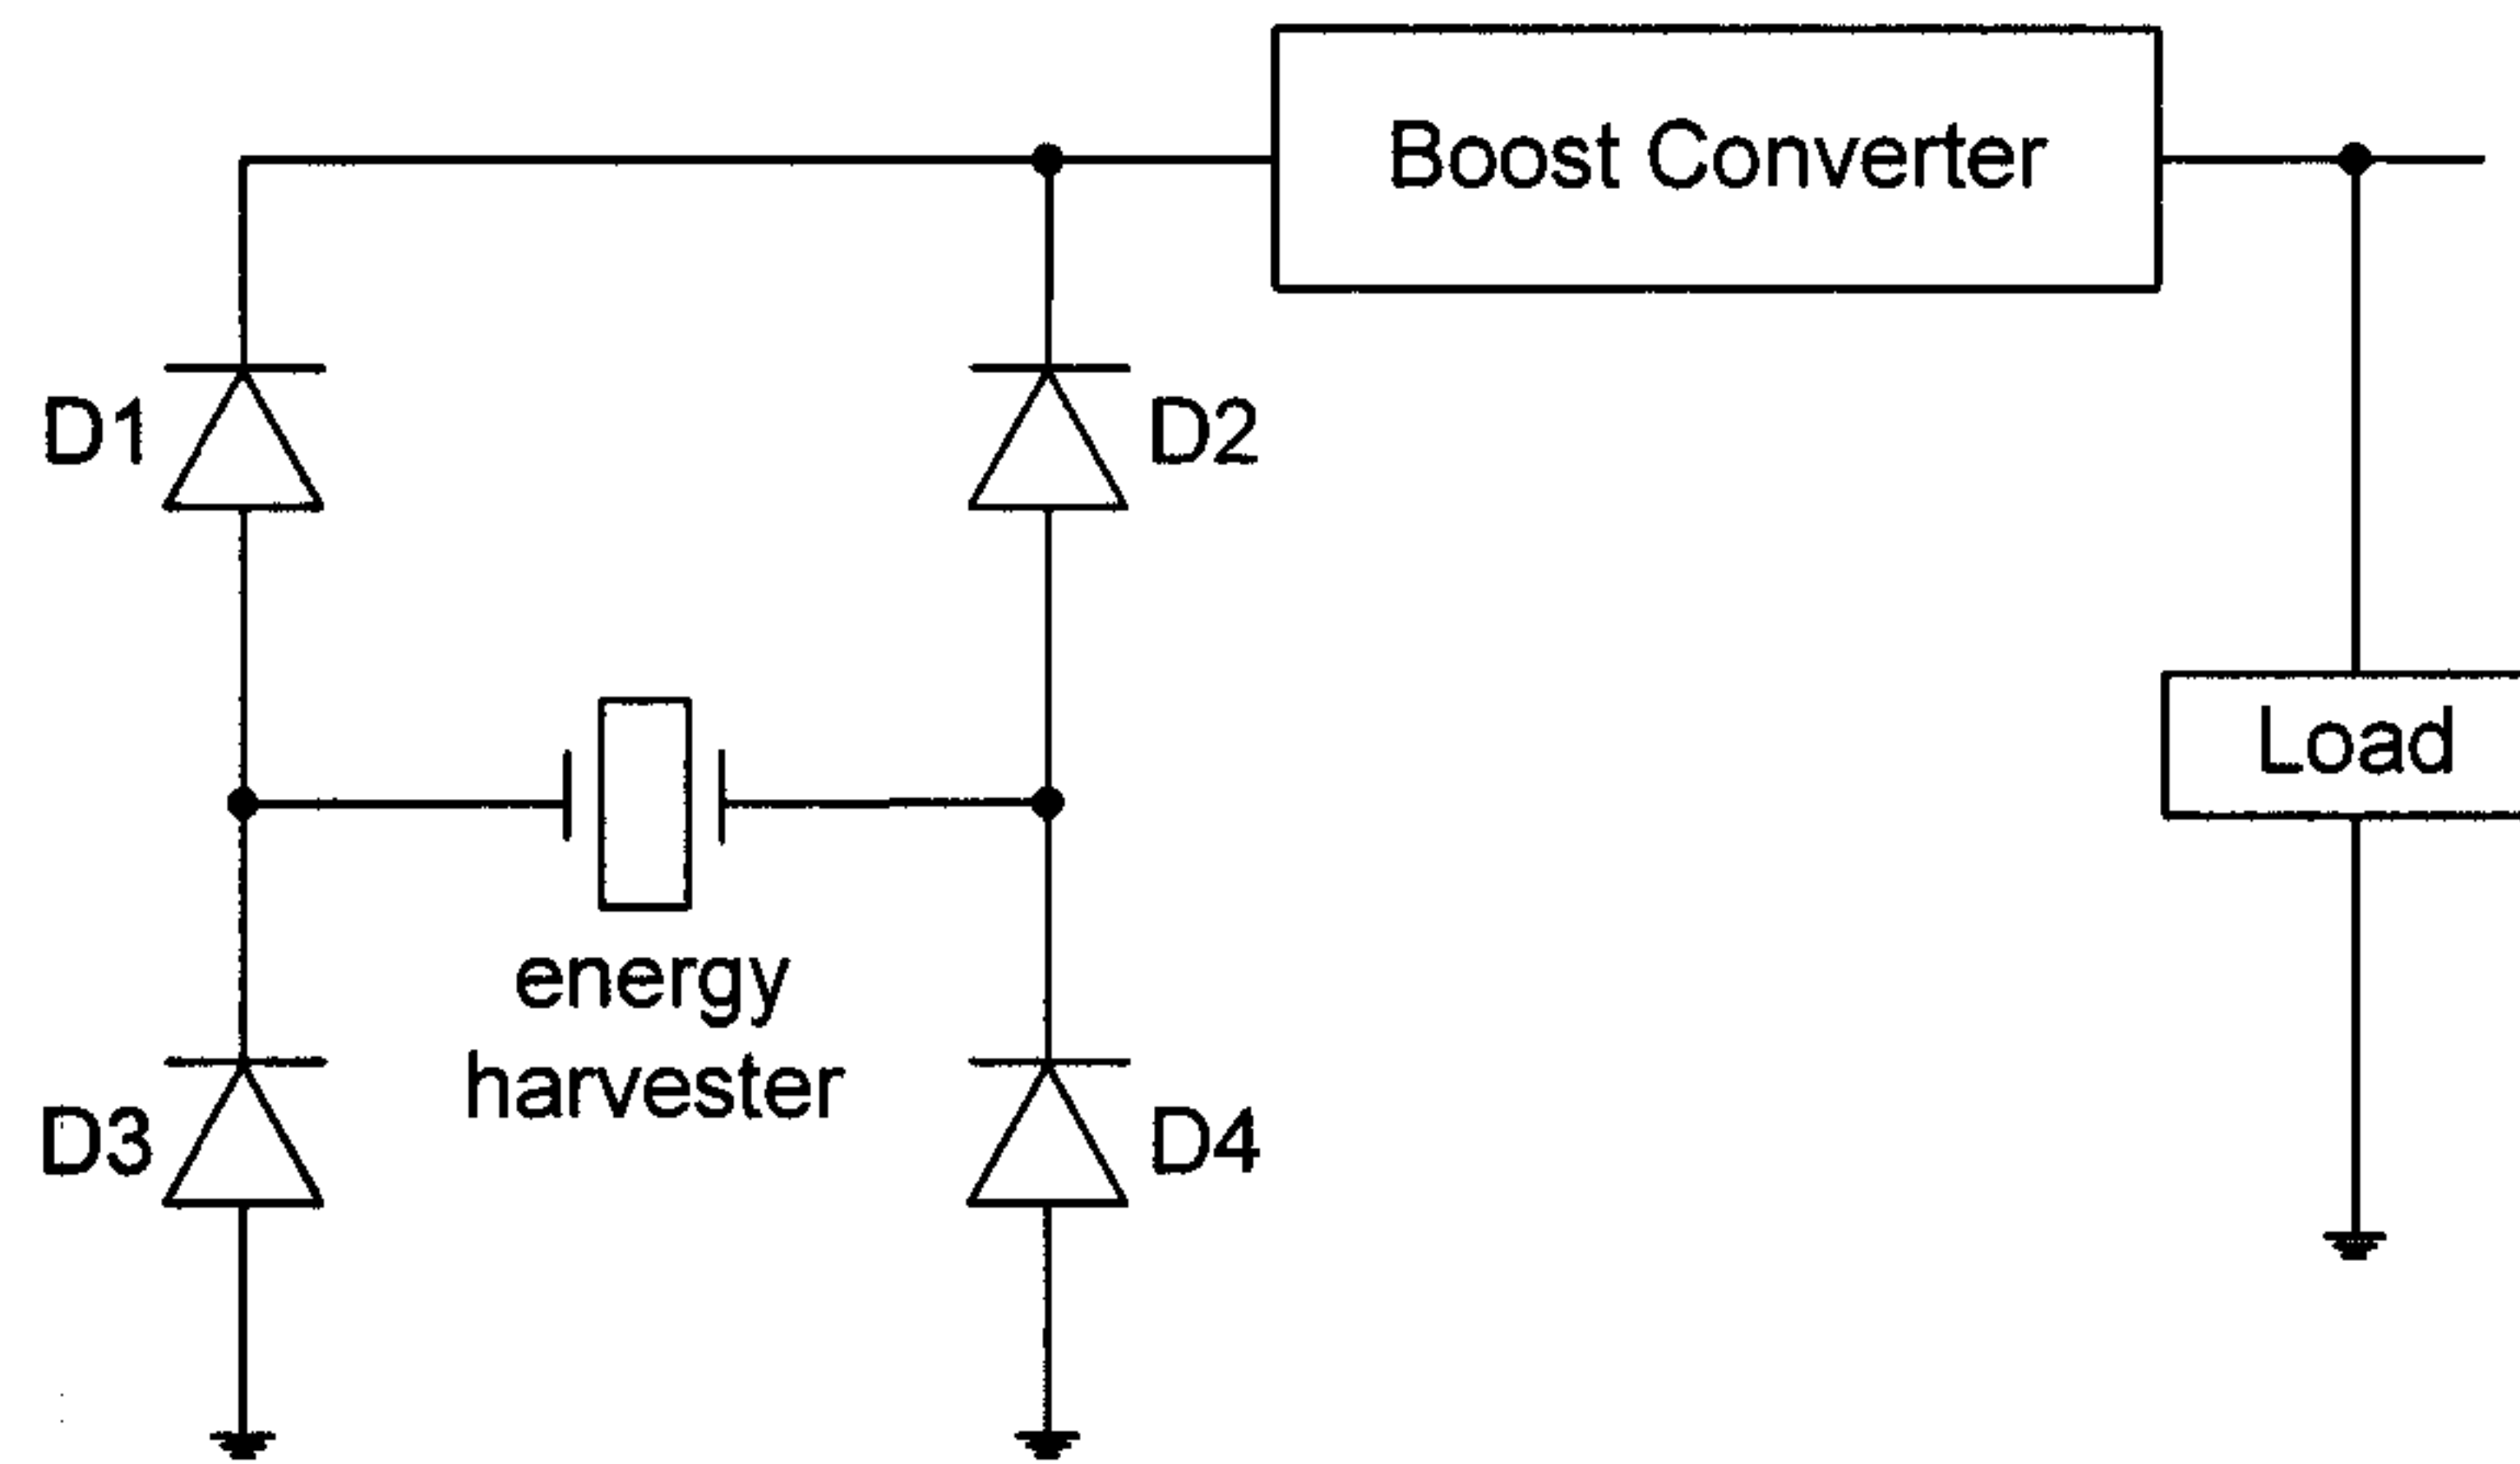 Boost Converter
D1
D2
Load
energy
harvester
D3
D4